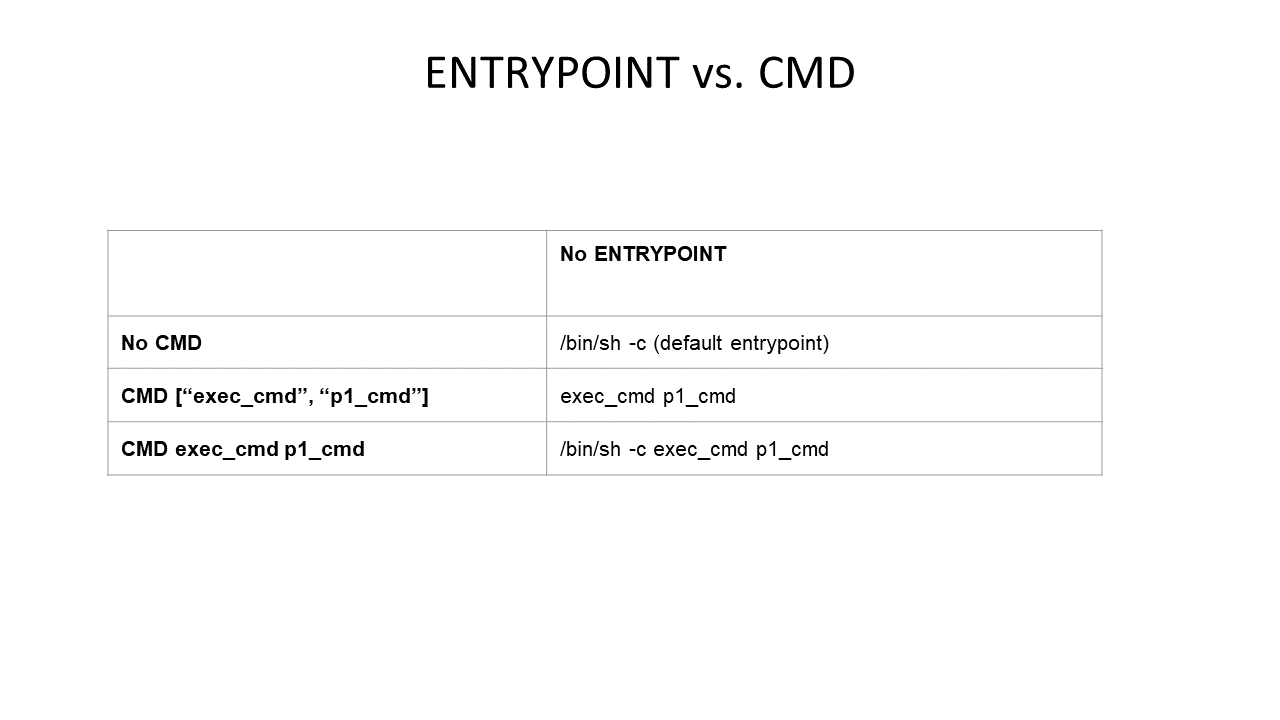 ENTRYPOINT vs. CMD
No ENTRYPOINT
No CMD
/bin/sh -c (default entrypoint)
CMD [“exec_cmd”, “p1_cmd”]
exec_cmd p1_cmd
CMD exec_cmd p1_cmd
/bin/sh -c exec_cmd p1_cmd